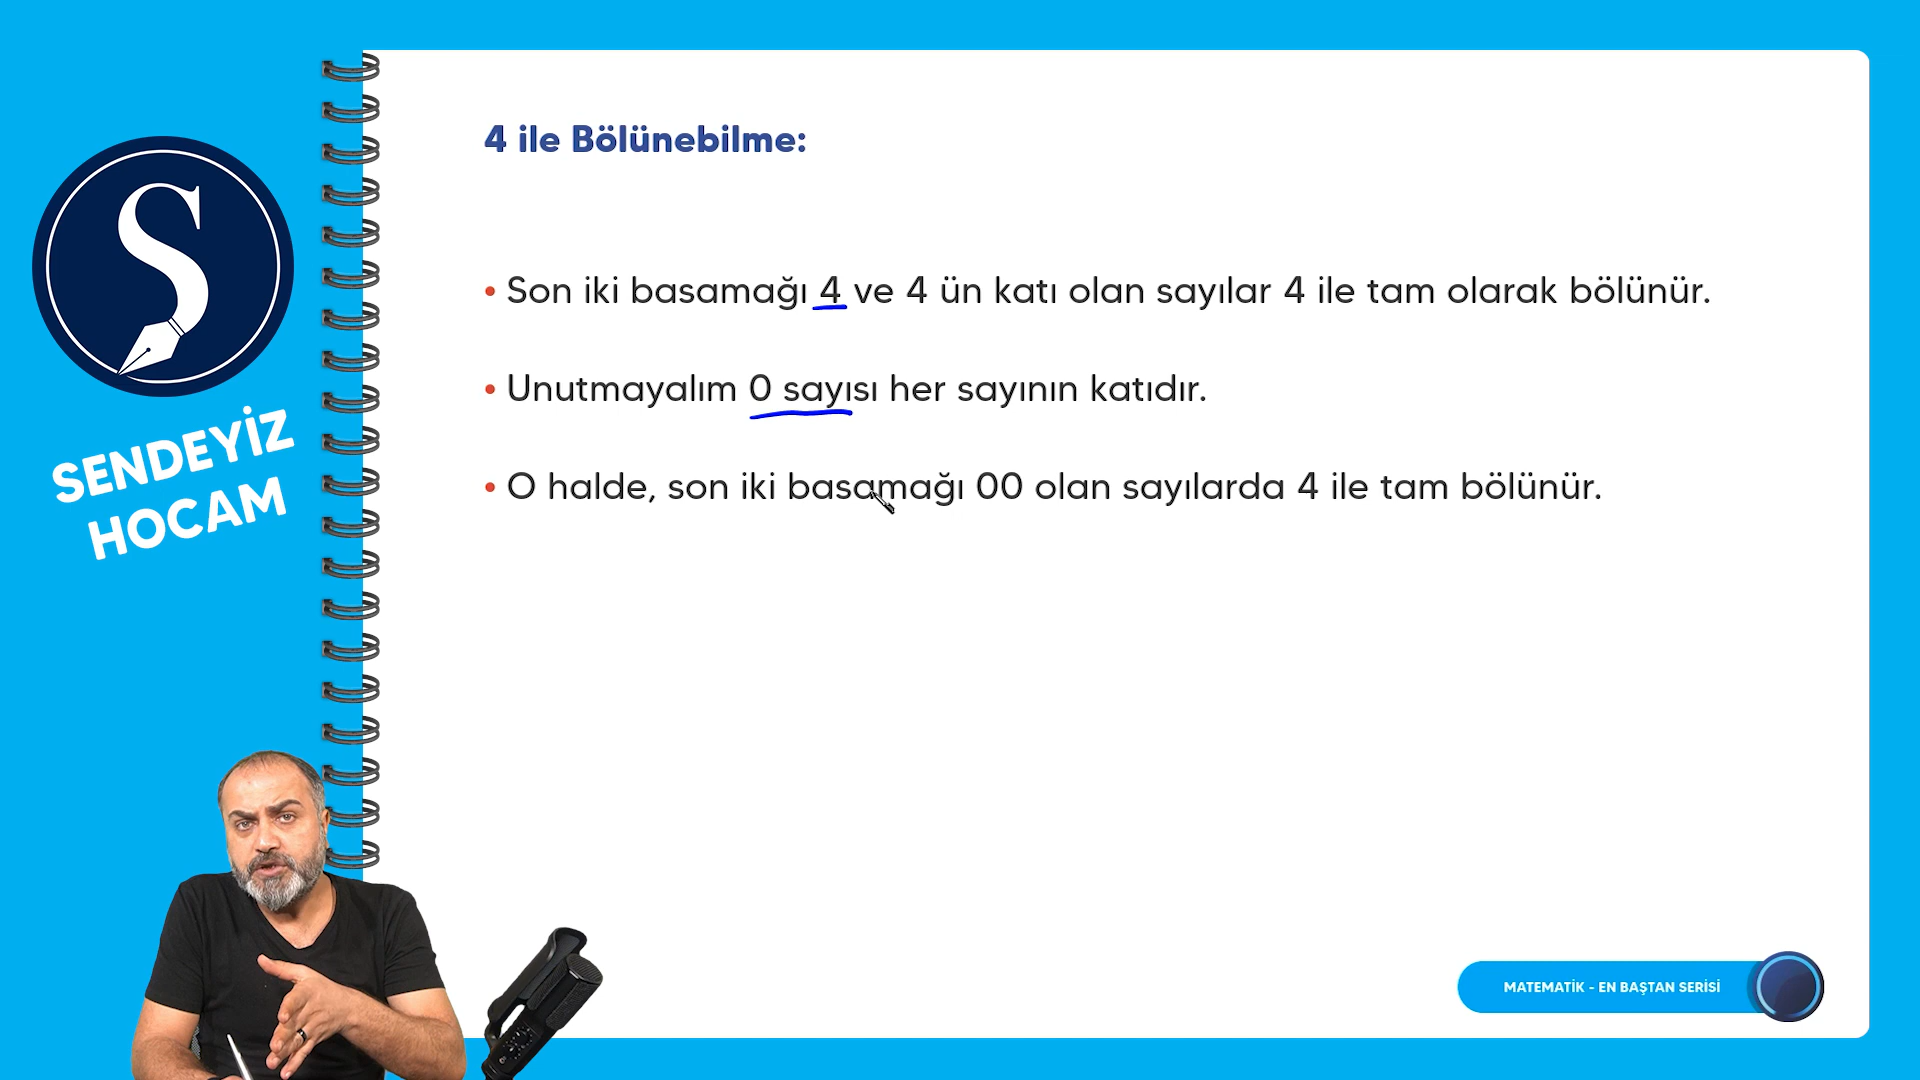 4 ile Bölünebilme:
• Son iki basamağı 4 ve 4 ün katı olan sayılar 4 ile tam olarak bölünür.
• Unutmayalım 0 sayısı her sayının katıdır.
• O halde, son iki basamağı 00 olan sayılarda 4 ile tam bölünür.
S
SENDEYİZ
HOCAM
MATEMATİK - EN BAŞTAN SERİSİ